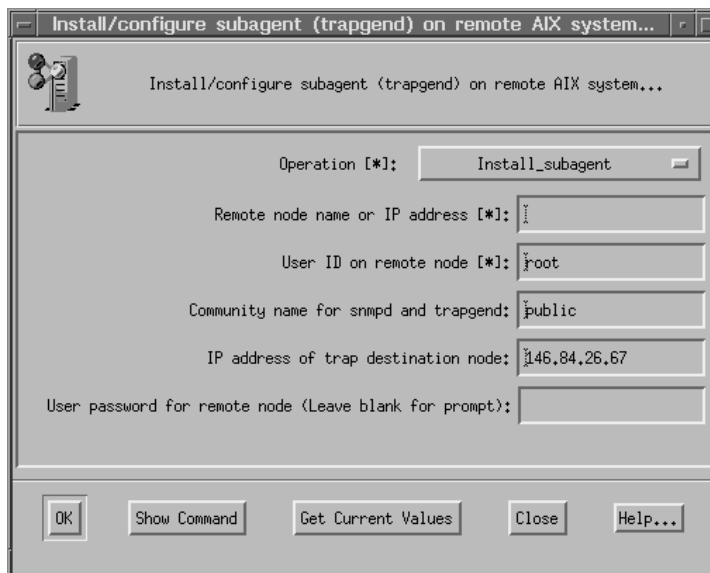 Install/configure subagent (trapgend) on remote AIX system...
Install/configure subagent (trapgend) on remote AIX system...
Operation [*]: Install_subagent
Remote node name or IP address [*]:
User ID on remote node [*]: root
Community name for snmpd and trapgend: public
IP address of trap destination node: 146.84.26.67
User password for remote node (Leave blank for prompt):
OK Show Command Get Current Values Close Help...